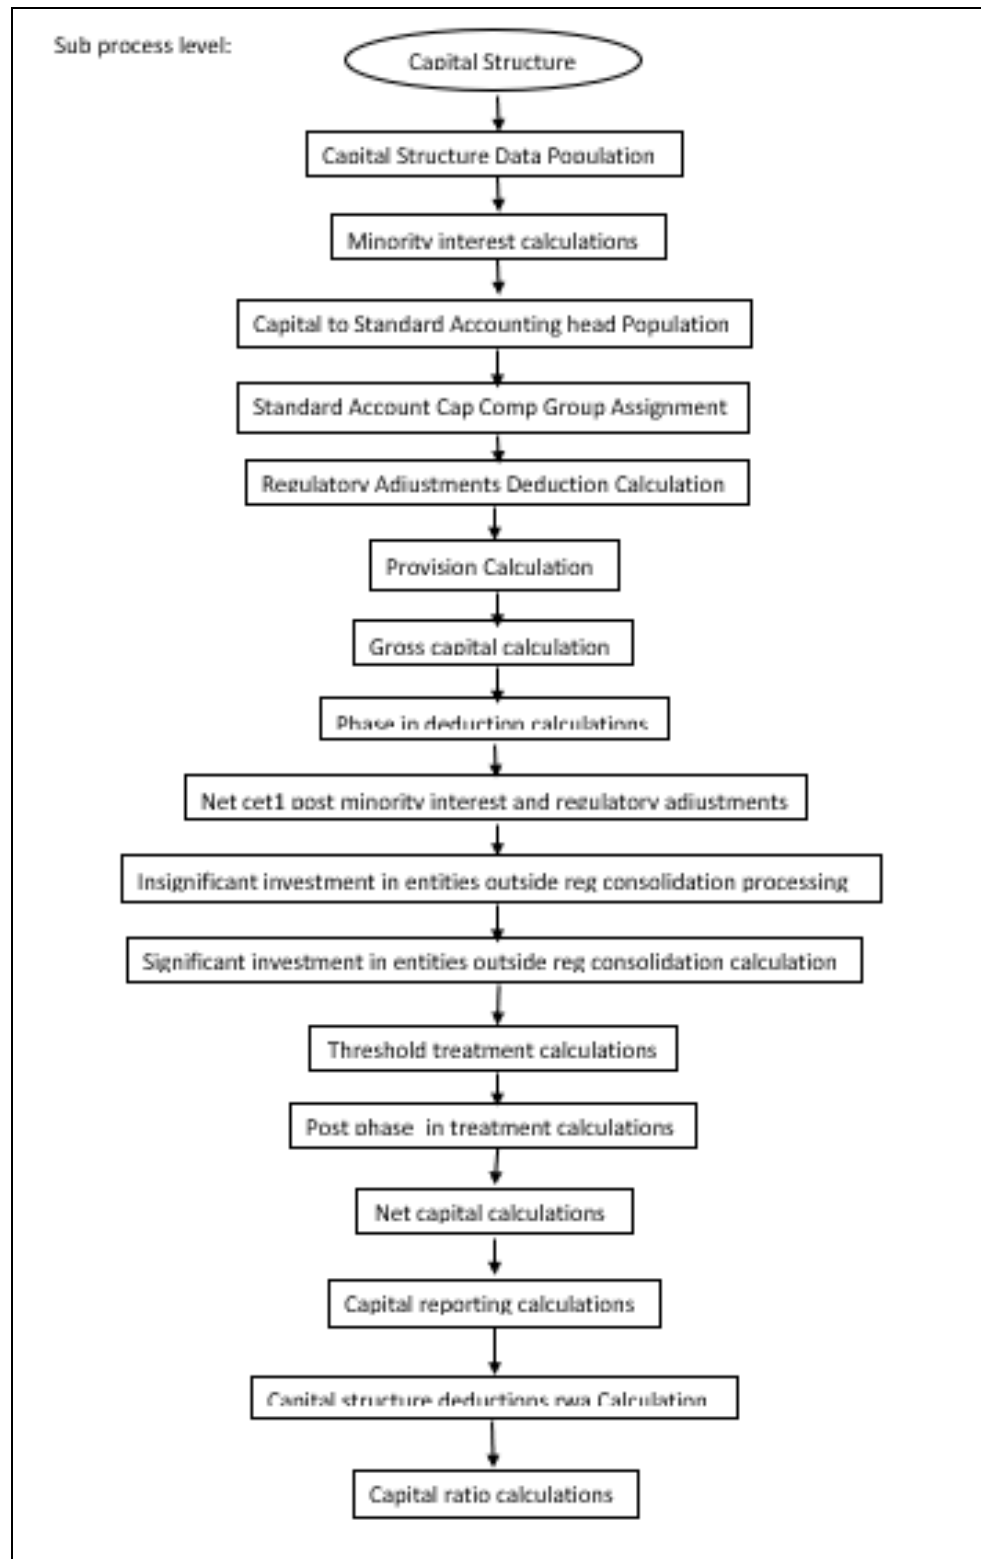 Sub process level:
Capital Structure
Capital Structure Data Population
Minority interest calculations
Capital to Standard Accounting head Population
Standard Account Cap Comp Group Assignment
Regulatory Adjustments Deduction Calculation
Provision Calculation
Gross capital calculation
Phase in deduction calculations
Net cet1 post minority interest and regulatory adjustments
Insignificant investment in entities outside reg consolidation processing
Significant investment in entities outside reg consolidation calculation
Threshold treatment calculations
Post phase in treatment calculations
Net capital calculations
Capital reporting calculations
Capital structure deductions rwa Calculation
Capital ratio calculations